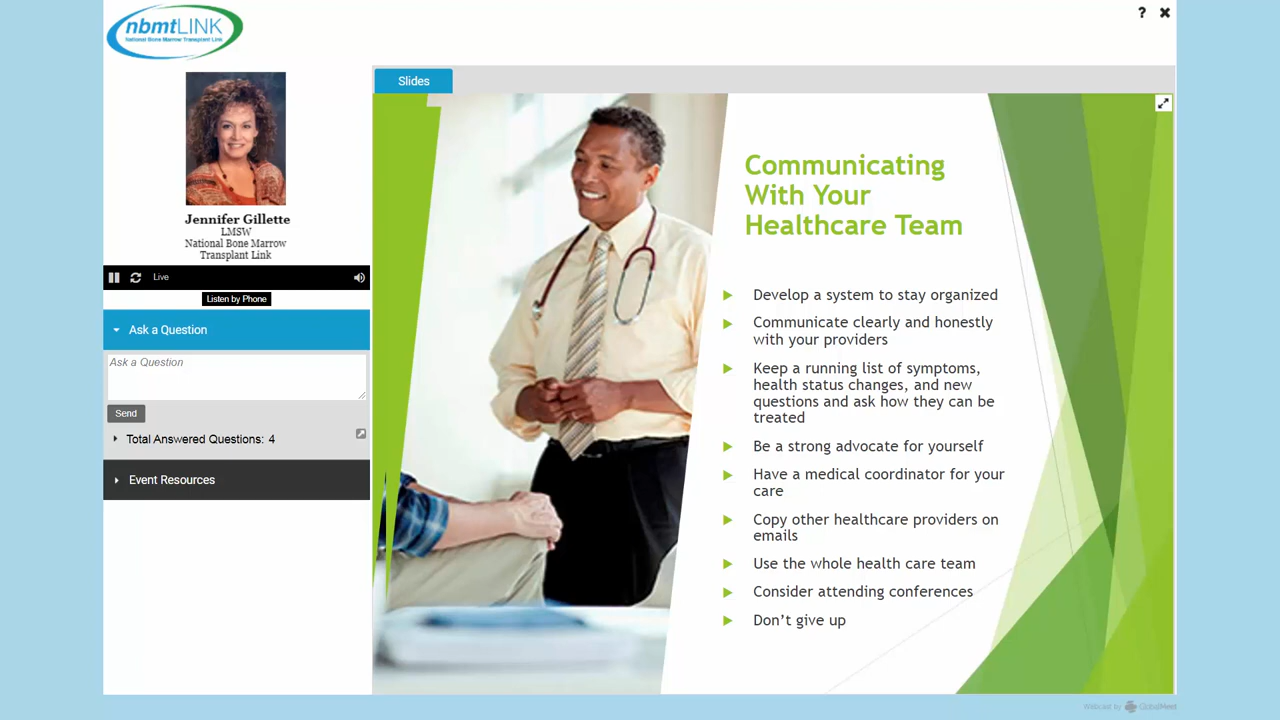 nbmtLINK
National Bone Marrow Transplant Link
? ✖
Slides
Jennifer Gillette
LMSW
National Bone Marrow
Transplant Link
Live
Listen by Phone
Ask a Question
Ask a Question
Send
Total Answered Questions: 4
Event Resources
Communicating
With Your
Healthcare Team
Develop a system to stay organized
Communicate clearly and honestly
with your providers
Keep a running list of symptoms,
health status changes, and new
questions and ask how they can be
treated
Be a strong advocate for yourself
Have a medical coordinator for your
care
Copy other healthcare providers on
emails
Use the whole health care team
Consider attending conferences
Don’t give up
Webcast by GlobalMeet